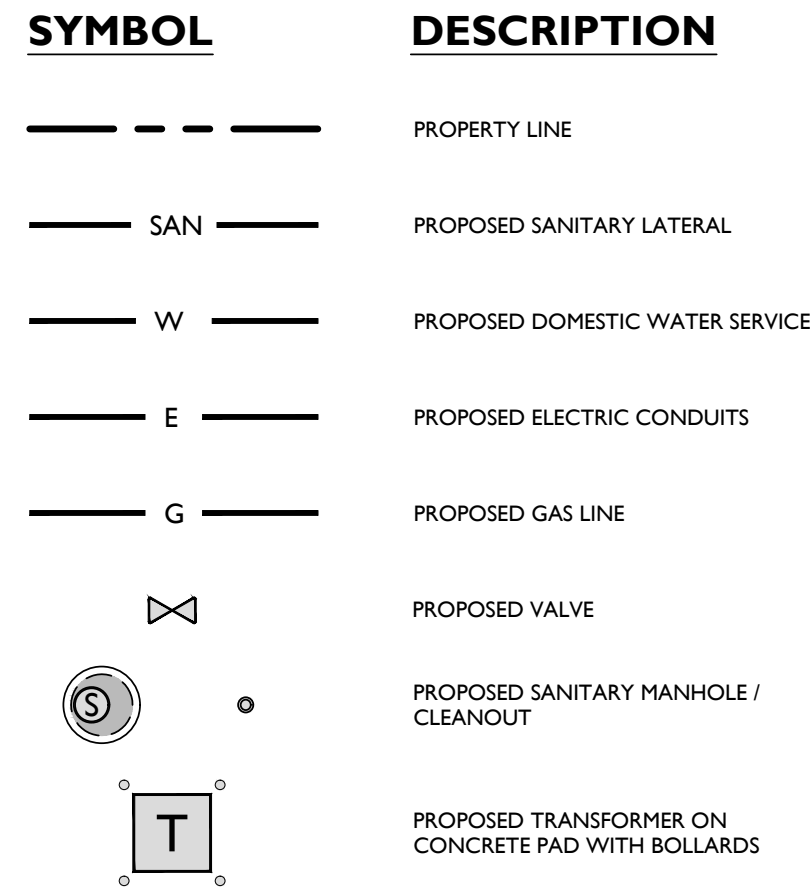 SYMBOL DESCRIPTION
PROPERTY LINE
SAN PROPOSED SANITARY LATERAL
W PROPOSED DOMESTIC WATER SERVICE
E PROPOSED ELECTRIC CONDUITS
G PROPOSED GAS LINE
PROPOSED VALVE
S PROPOSED SANITARY MANHOLE /
CLEANOUT
T PROPOSED TRANSFORMER ON
CONCRETE PAD WITH BOLLARDS